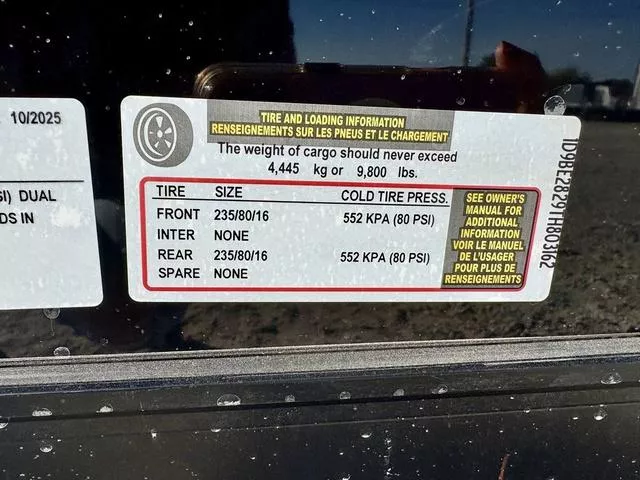 10/2025
SI) DUAL
DS IN
TIRE AND LOADING INFORMATION
RENSEIGNEMENTS SUR LES PNEUS ET LE CHARGEMENT
The weight of cargo should never exceed
4,445 kg or 9,800 lbs.
TIRE SIZE COLD TIRE PRESS.
FRONT 235/80/16 552 KPA (80 PSI)
INTER NONE
REAR 235/80/16 552 KPA (80 PSI)
SPARE NONE
SEE OWNER'S
MANUAL FOR
ADDITIONAL
INFORMATION
VOIR LE MANUEL
DE L'USAGER
POUR PLUS DE
RENSEIGNEMENTS
1D9BE2829TH803162